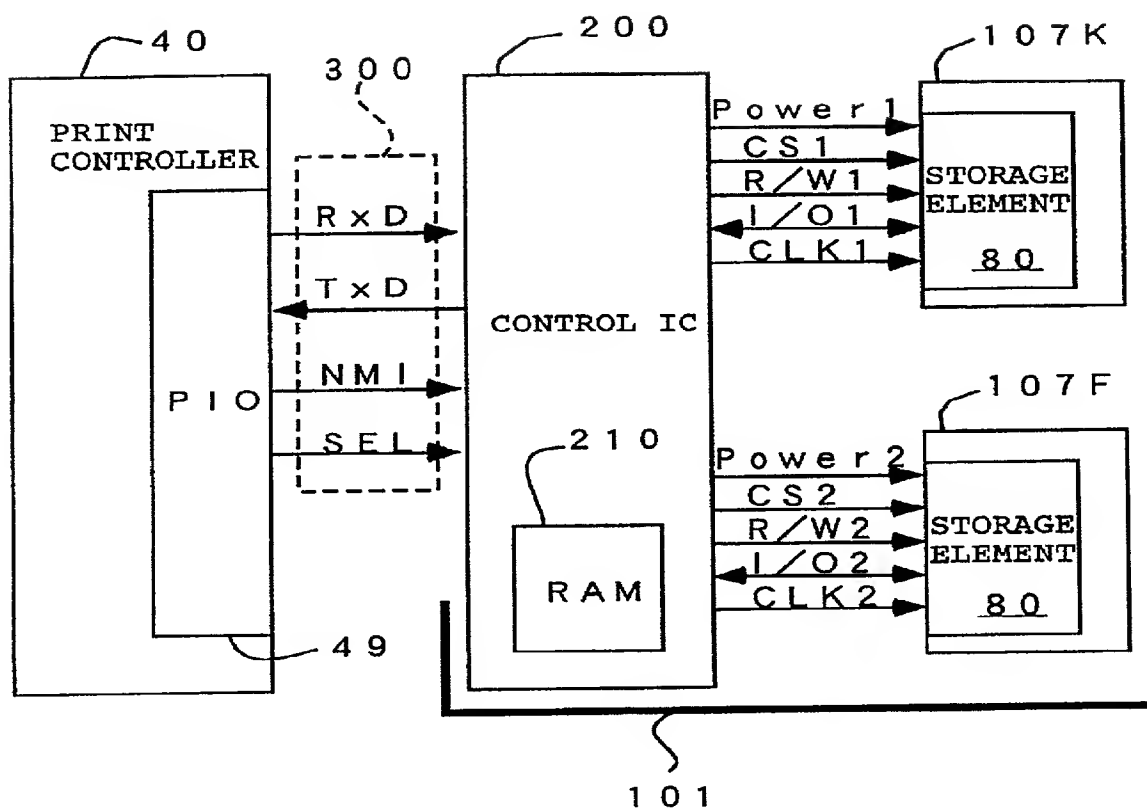 40
200
107K
300
PRINT
CONTROLLER
Power1
CS1
R/W1
I/O1
CLK1
STORAGE
ELEMENT
80
RxD
TxD
NMI
SEL
PIO
CONTROL IC
107F
210
RAM
Power2
CS2
R/W2
I/O2
CLK2
STORAGE
ELEMENT
80
49
101